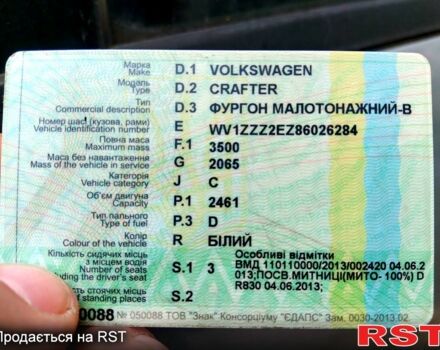 Марка
Make D.1 VOLKSWAGEN
Модель
Type D.2 CRAFTER
Тип
Commercial description D.3 ФУРГОН МАЛОТОНАЖНИЙ-В
Номер шасі (кузова, рами)
Vehicle identification number E WV1ZZZ2EZ86026284
Повна маса
Maximum mass F.1 3500
Маса без навантаження
Mass of the vehicle in service G 2065
Категорія
Vehicle category J C
Об'єм двигуна
Capacity P.1 2461
Тип пального
Type of fuel P.3 D
Колір
Colour of the vehicle R БІЛИЙ
Кількість сидячих місць
з місцем водія
Number of seats
including the driver's seat S.1 3
Особливі відмітки
ВМД 110110000/2013/002420 04.06.2
013;ПОСВ.МИТНИЦІ(МИТО- 100%) D
R830 04.06.2013;
стоячих місць
of standing places S.2
0088 № 050088 ТОВ "Знак" Консорціуму "ЄДАПС" Зам. 0030-2013.02
Продається на RST
RST